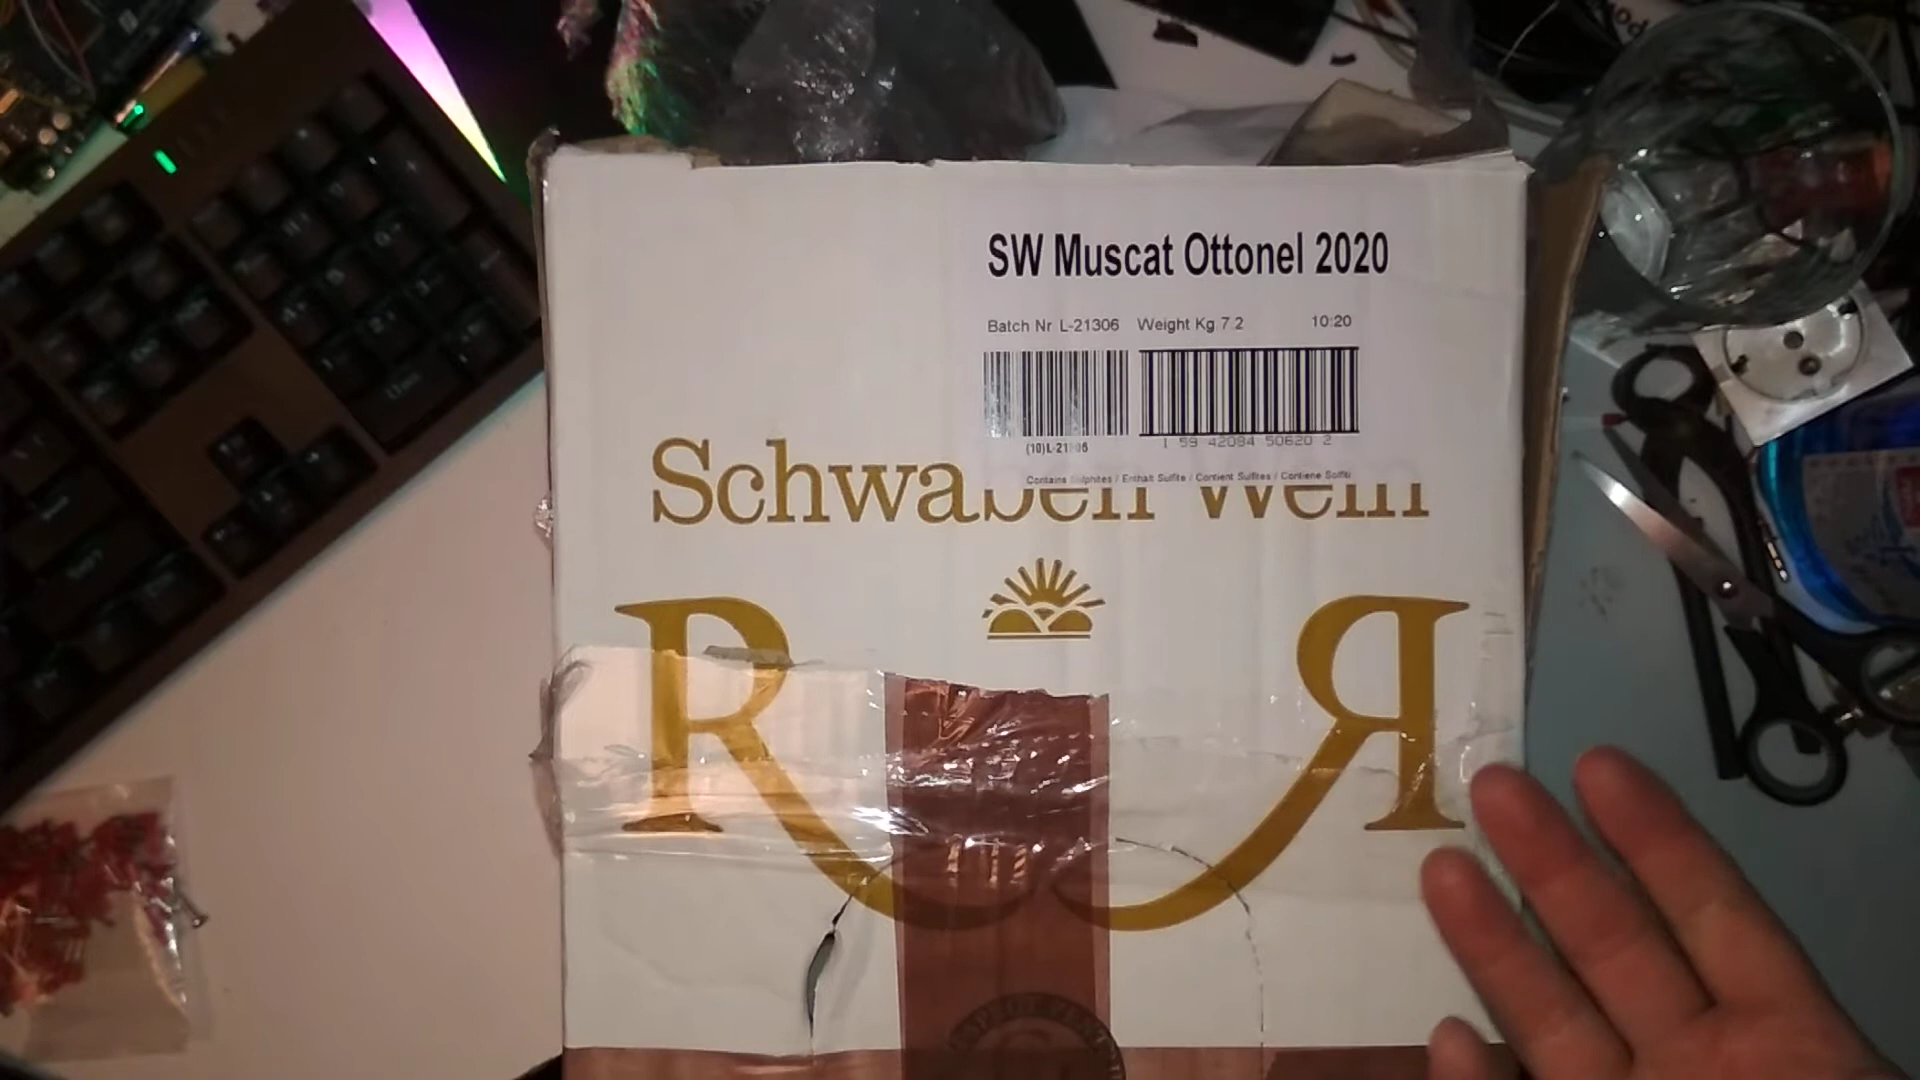 SW Muscat Ottonel 2020
Batch Nr L-21306 Weight Kg 7.2 10:20
(10)L-21306
1 59 42084 50620 2
Contains Sulphites / Enthält Sulfite / Contient Sulfites / Contiene Solfiti
Schwaben Wein
R R